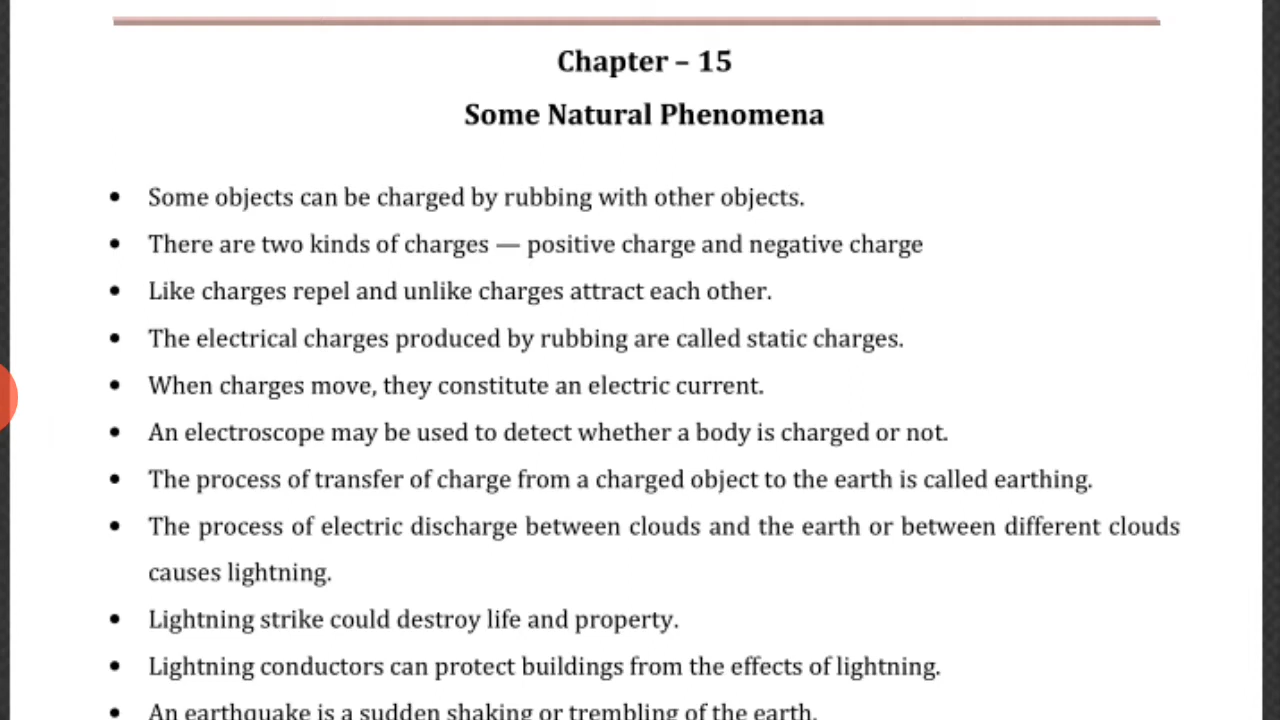 Chapter – 15
Some Natural Phenomena
• Some objects can be charged by rubbing with other objects.
• There are two kinds of charges — positive charge and negative charge
• Like charges repel and unlike charges attract each other.
• The electrical charges produced by rubbing are called static charges.
• When charges move, they constitute an electric current.
• An electroscope may be used to detect whether a body is charged or not.
• The process of transfer of charge from a charged object to the earth is called earthing.
• The process of electric discharge between clouds and the earth or between different clouds
causes lightning.
• Lightning strike could destroy life and property.
• Lightning conductors can protect buildings from the effects of lightning.
• An earthquake is a sudden shaking or trembling of the earth.